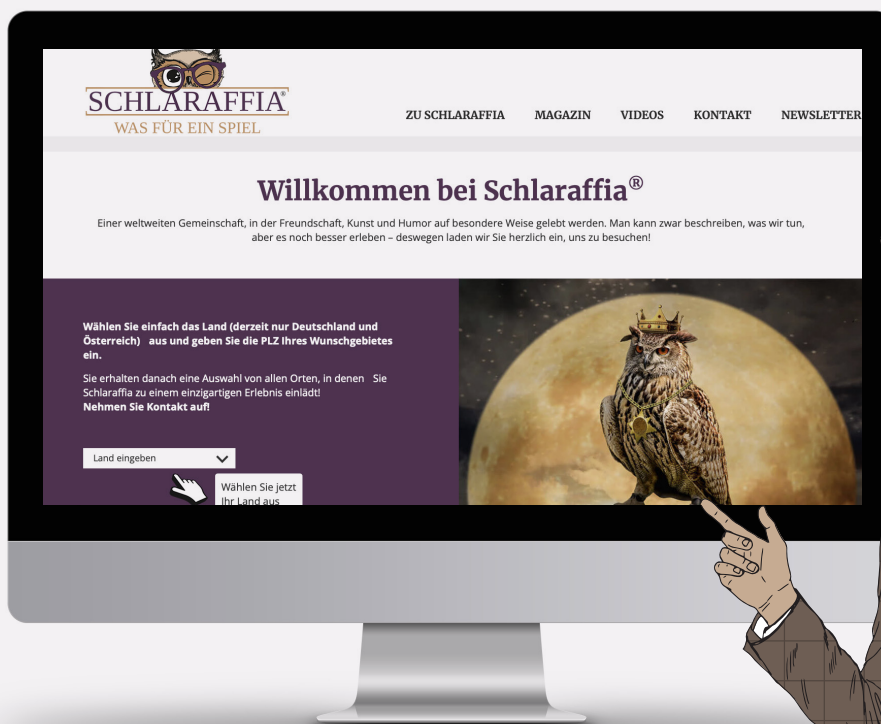 SCHLARAFFIA®
WAS FÜR EIN SPIEL
ZU SCHLARAFFIA MAGAZIN VIDEOS KONTAKT NEWSLETTER
Willkommen bei Schlaraffia®
Einer weltweiten Gemeinschaft, in der Freundschaft, Kunst und Humor auf besondere Weise gelebt werden. Man kann zwar beschreiben, was wir tun,
aber es noch besser erleben – deswegen laden wir Sie herzlich ein, uns zu besuchen!
Wählen Sie einfach das Land (derzeit nur Deutschland und
Österreich) aus und geben Sie die PLZ Ihres Wunschgebietes
ein.
Sie erhalten danach eine Auswahl von allen Orten, in denen Sie
Schlaraffia zu einem einzigartigen Erlebnis einlädt!
Nehmen Sie Kontakt auf!
Land eingeben
Wählen Sie jetzt
Ihr Land aus